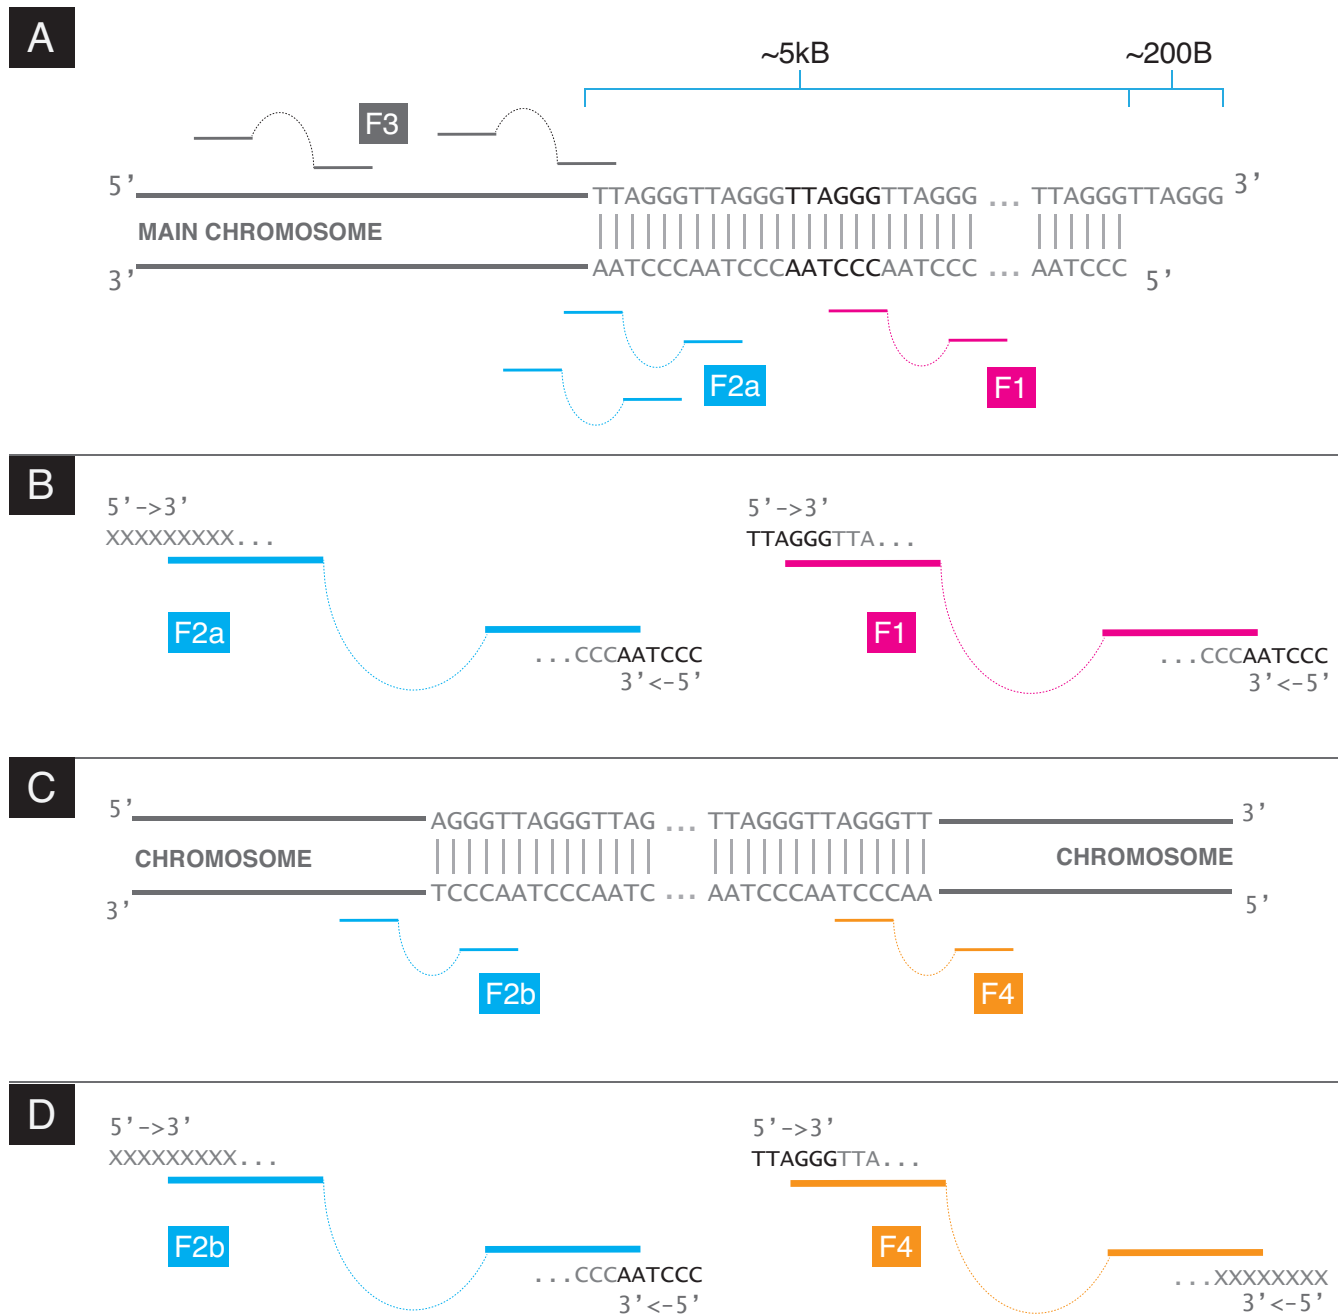 A
~5kB ~200B
F3
5’ TTAGGGTTAGGGTTAGGGTTAGGG ... TTAGGGTTAGGG 3’
MAIN CHROMOSOME
3’ AATCCCAATCCCAATCCCAATCCC ... AATCCC 5’
F2a F1
B
5’->3’ 5’->3’
XXXXXXXXX... TTAGGGTTA...
F2a F1
...CCCAATCCC ...CCCAATCCC
3’<-5’ 3’<-5’
C
5’ AGGGTTAGGGTTAG ... TTAGGGTTAGGGTT 3’
CHROMOSOME CHROMOSOME
3’ TCCCAATCCCAATC ... AATCCCAATCCCAA 5’
F2b F4
D
5’->3’ 5’->3’
XXXXXXXXX... TTAGGGTTA...
F2b F4
...CCCAATCCC ...XXXXXXXX
3’<-5’ 3’<-5’